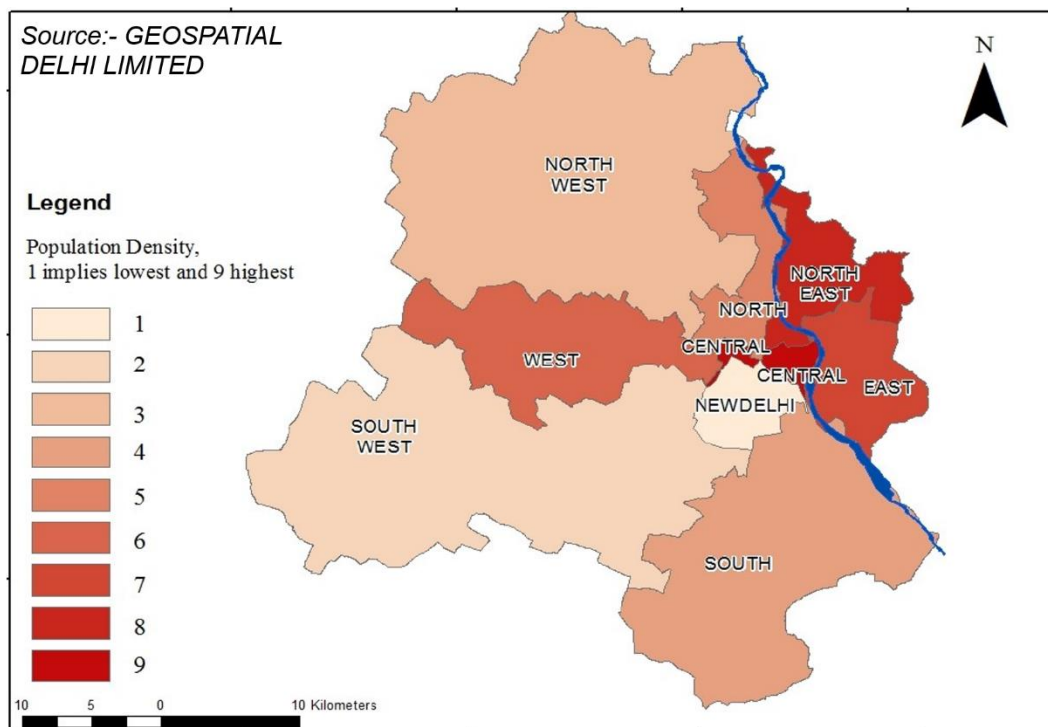 Source:- GEOSPATIAL
DELHI LIMITED
N
NORTH
WEST
Legend
Population Density,
1 implies lowest and 9 highest
NORTH
EAST
NORTH
1
CENTRAL
WEST
2
CENTRAL
EAST
NEWDELHI
3
SOUTH
WEST
4
5
6
SOUTH
7
8
9
10 5 0 10 Kilometers